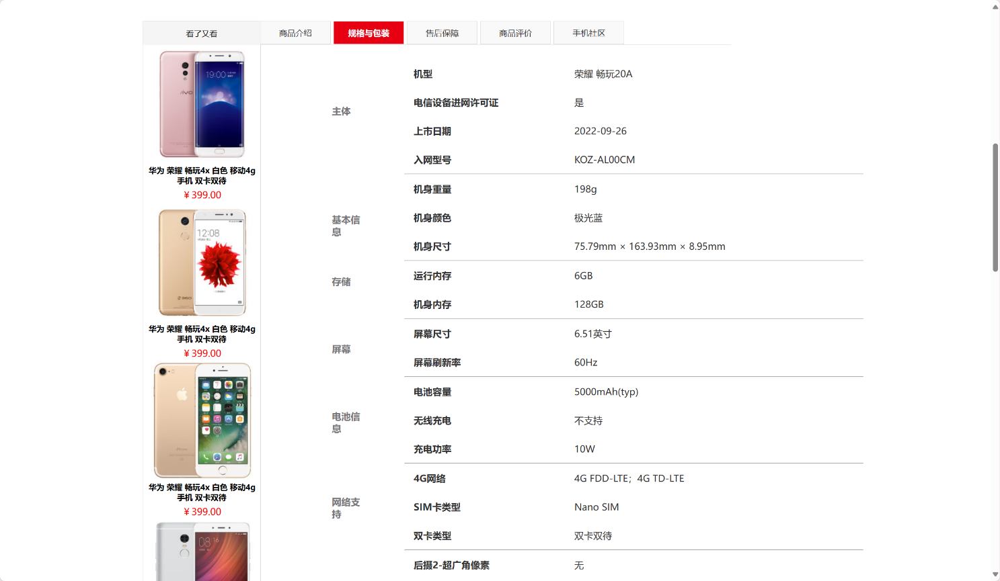 看了又看
商品介绍
规格与包装
售后保障
商品评价
手机社区
华为 荣耀 畅玩4x 白色 移动4g
手机 双卡双待
¥ 399.00
华为 荣耀 畅玩4x 白色 移动4g
手机 双卡双待
¥ 399.00
华为 荣耀 畅玩4x 白色 移动4g
手机 双卡双待
¥ 399.00
19:00
vivo
12:08
360
08 16
主体
机型 荣耀 畅玩20A
电信设备进网许可证 是
上市日期 2022-09-26
入网型号 KOZ-AL00CM
基本信
息
机身重量 198g
机身颜色 极光蓝
机身尺寸 75.79mm × 163.93mm × 8.95mm
存储
运行内存 6GB
机身内存 128GB
屏幕
屏幕尺寸 6.51英寸
屏幕刷新率 60Hz
电池信
息
电池容量 5000mAh(typ)
无线充电 不支持
充电功率 10W
网络支
持
4G网络 4G FDD-LTE；4G TD-LTE
SIM卡类型 Nano SIM
双卡类型 双卡双待
后摄2-超广角像素 无